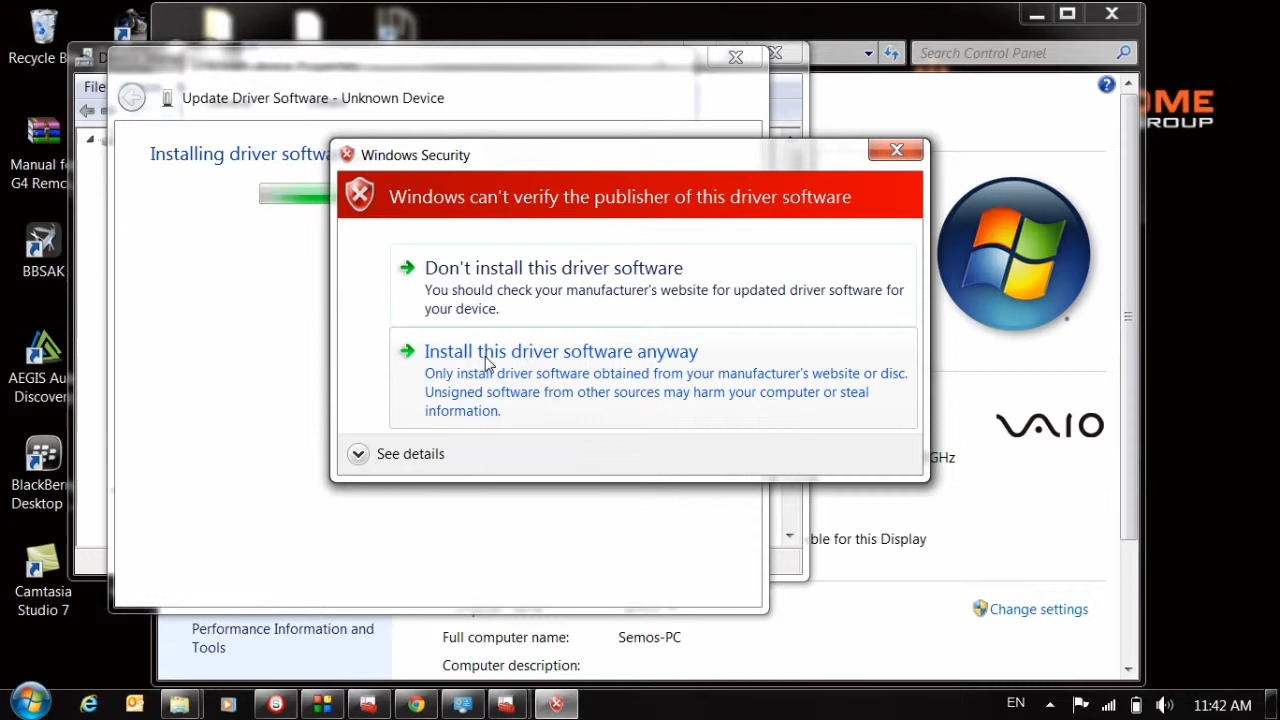 Recycle B
Manual fo
G4 Remo
BBSAK
AEGIS Au
Discover
BlackBer
Desktop
Camtasia
Studio 7
File
Search Control Panel
OME
GROUP
Update Driver Software - Unknown Device
Installing driver softwa
Windows Security
Windows can't verify the publisher of this driver software
Don't install this driver software
You should check your manufacturer's website for updated driver software for
your device.
Install this driver software anyway
Only install driver software obtained from your manufacturer's website or disc.
Unsigned software from other sources may harm your computer or steal
information.
See details
VAIO
GHz
ble for this Display
Change settings
Performance Information and
Tools
Full computer name: Semos-PC
Computer description:
EN
11:42 AM